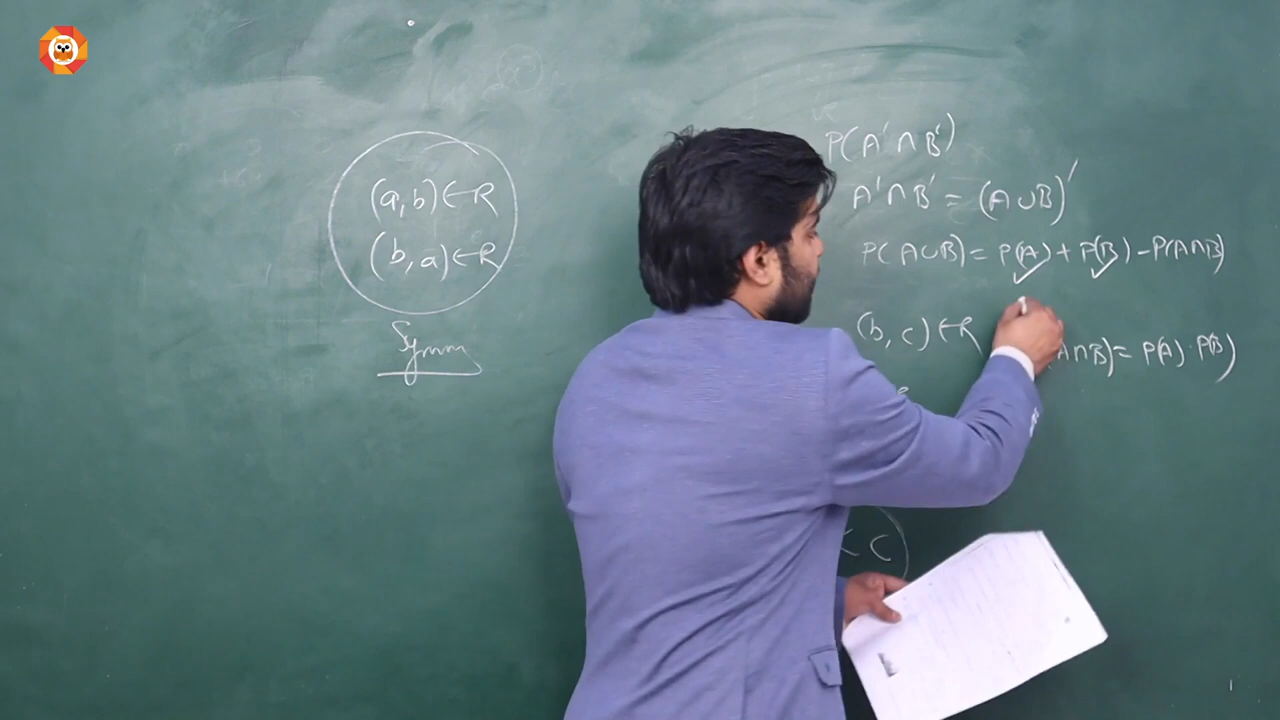 (a,b)∈R
(b,a)∈R
Symm
P(A'∩B')
A'∩B' = (A∪B)'
P(A∪B) = P(A) + P(B) - P(A∩B)
(b,c)∈R
A∩B) = P(A)·P(B)
< C